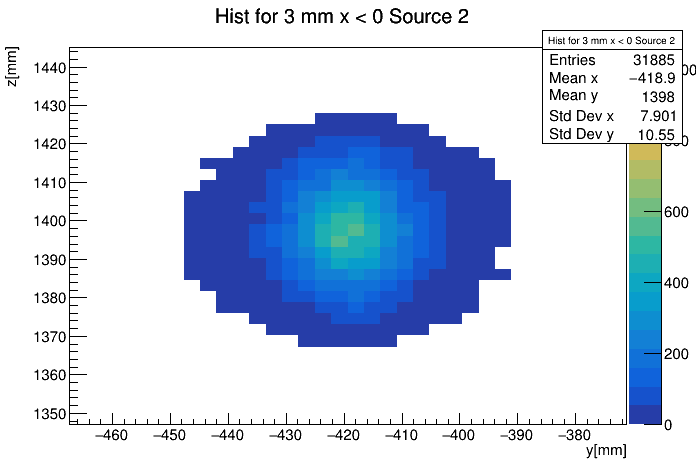 Hist for 3 mm x < 0 Source 2
z[mm]
Hist for 3 mm x < 0 Source 2
Entries 31885
Mean x −418.9
Mean y 1398
Std Dev x 7.901
Std Dev y 10.55
1440
1430
1420
1410
1400
1390
1380
1370
1360
1350
600
400
200
0
−460 −450 −440 −430 −420 −410 −400 −390 −380
y[mm]